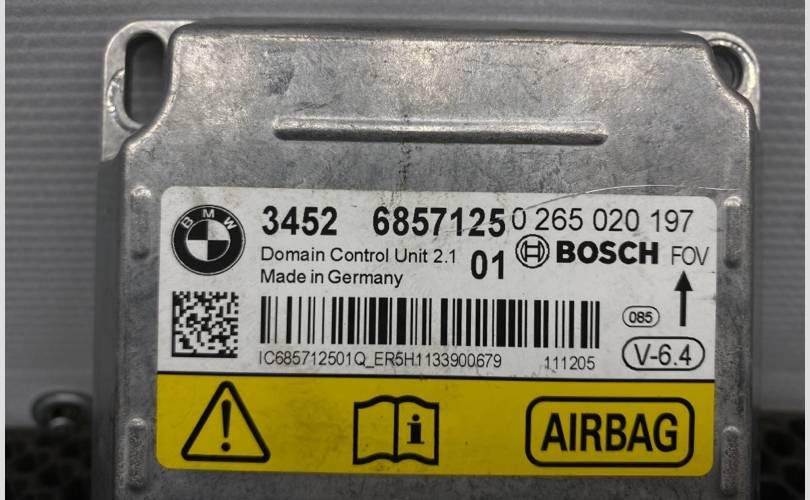 BMW
3452 6857125 0 265 020 197
Domain Control Unit 2.1 01 BOSCH FOV
Made in Germany
085
IC685712501Q_ER5H1133900679 111205 V-6.4
i
AIRBAG